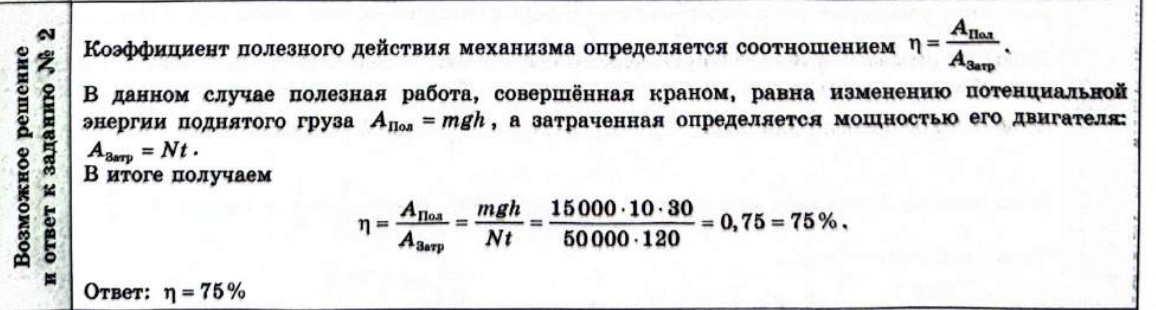 Возможное решение
и ответ к заданию № 2
Коэффициент полезного действия механизма определяется соотношением η = A_Пол / A_Затр .
В данном случае полезная работа, совершённая краном, равна изменению потенциальной
энергии поднятого груза A_Пол = mgh , а затраченная определяется мощностью его двигателя:
A_Затр = Nt .
В итоге получаем
η = A_Пол / A_Затр = mgh / Nt = 15000 · 10 · 30 / 50000 · 120 = 0,75 = 75% .
Ответ: η = 75%